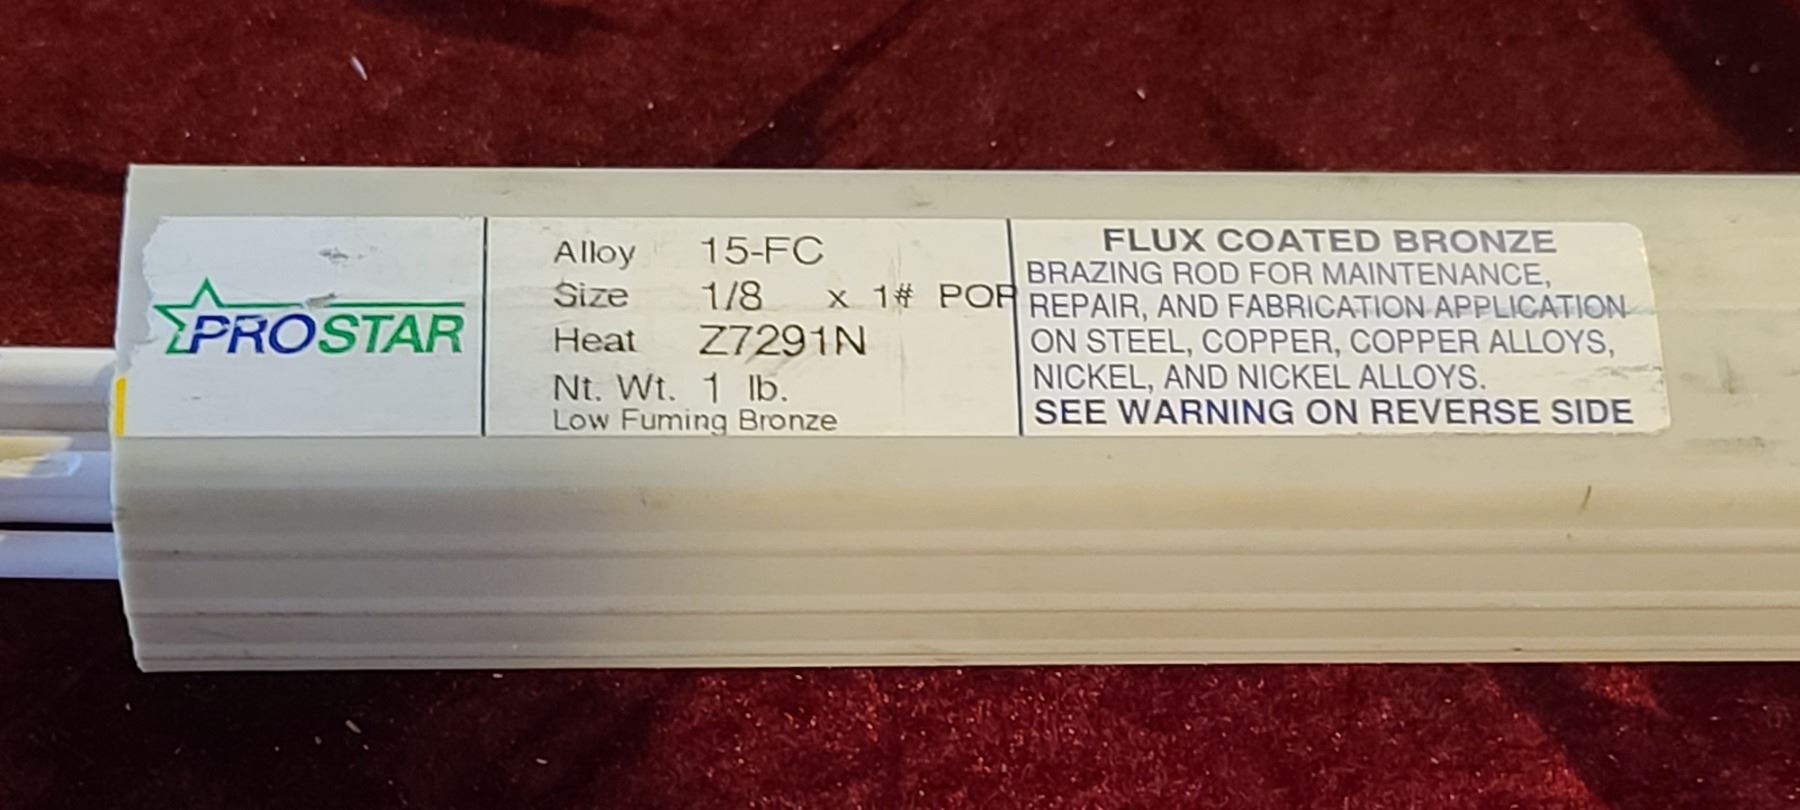 PROSTAR
Alloy 15-FC
Size 1/8 x 1# POP
Heat Z7291N
Nt. Wt. 1 lb.
Low Fuming Bronze
FLUX COATED BRONZE
BRAZING ROD FOR MAINTENANCE,
REPAIR, AND FABRICATION APPLICATION
ON STEEL, COPPER, COPPER ALLOYS,
NICKEL, AND NICKEL ALLOYS.
SEE WARNING ON REVERSE SIDE